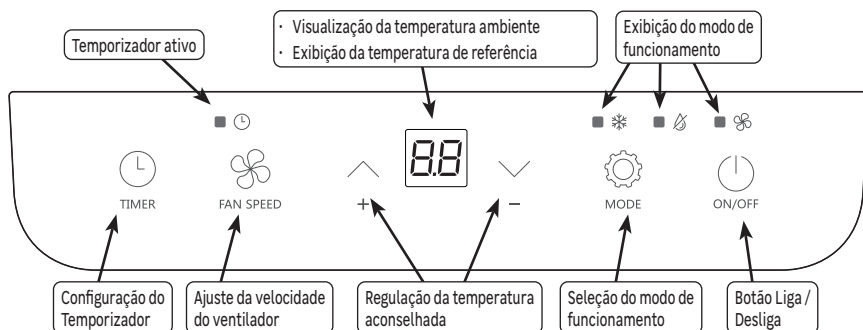 Temporizador ativo
· Visualização da temperatura ambiente
· Exibição da temperatura de referência
Exibição do modo de
funcionamento
8.8
TIMER
FAN SPEED
+
−
MODE
ON/OFF
Configuração do
Temporizador
Ajuste da velocidade
do ventilador
Regulação da temperatura
aconselhada
Seleção do modo de
funcionamento
Botão Liga /
Desliga